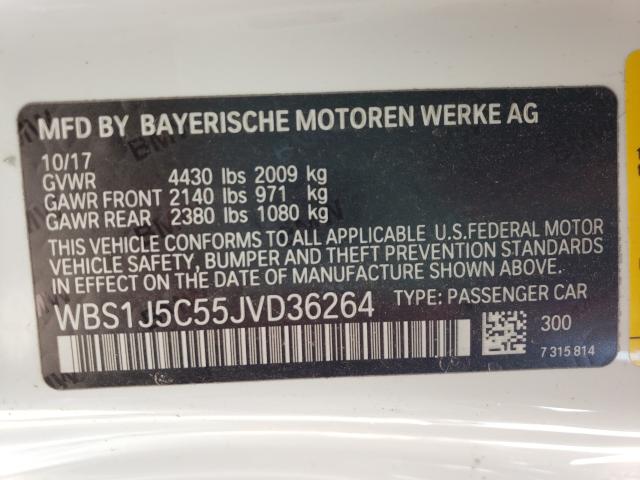 MFD BY BAYERISCHE MOTOREN WERKE AG
10/17
GVWR 4430 lbs 2009 kg
GAWR FRONT 2140 lbs 971 kg
GAWR REAR 2380 lbs 1080 kg
THIS VEHICLE CONFORMS TO ALL APPLICABLE U.S.FEDERAL MOTOR
VEHICLE SAFETY, BUMPER AND THEFT PREVENTION STANDARDS
IN EFFECT ON THE DATE OF MANUFACTURE SHOWN ABOVE.
WBS1J5C55JVD36264 TYPE: PASSENGER CAR
300
7 315 814